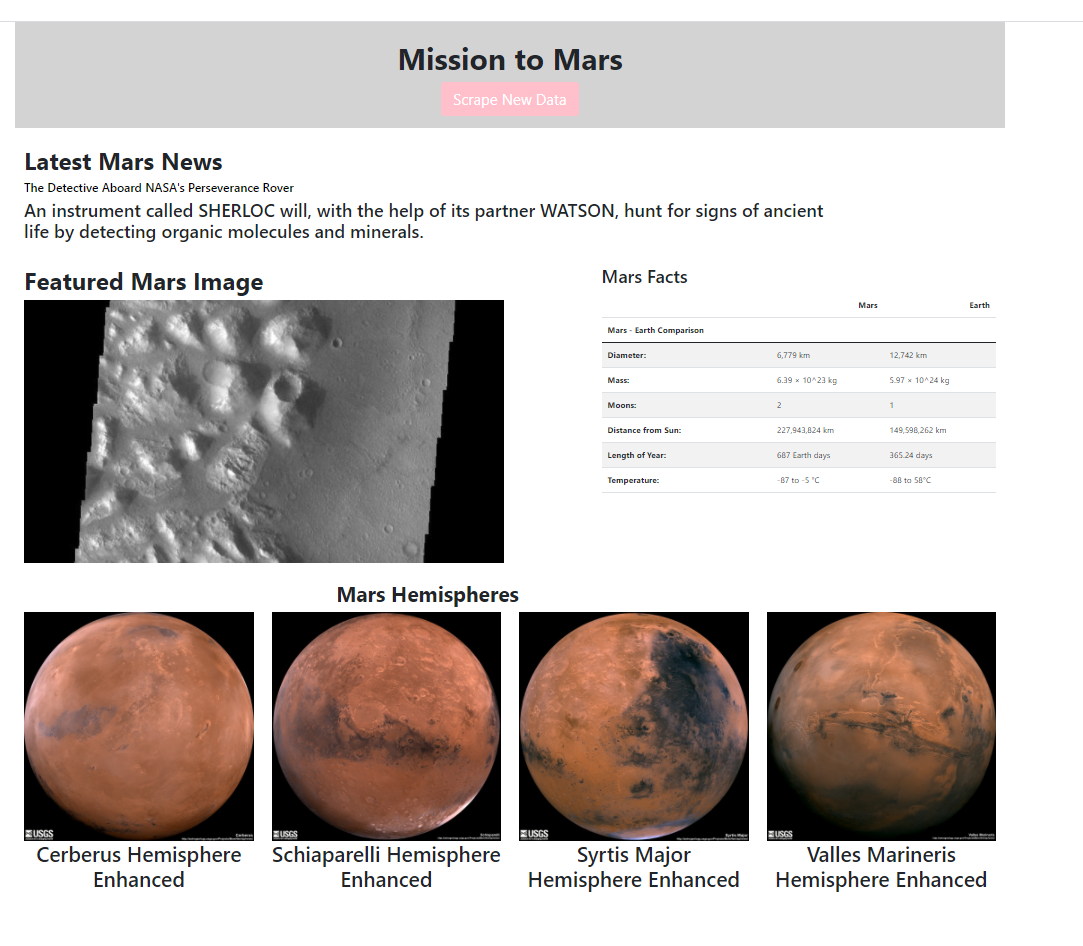 Mission to Mars
Scrape New Data
Latest Mars News
The Detective Aboard NASA's Perseverance Rover
An instrument called SHERLOC will, with the help of its partner WATSON, hunt for signs of ancient
life by detecting organic molecules and minerals.
Featured Mars Image
Mars Facts
Mars Earth
Mars - Earth Comparison
Diameter: 6,779 km 12,742 km
Mass: 6.39 × 10^23 kg 5.97 × 10^24 kg
Moons: 2 1
Distance from Sun: 227,943,824 km 149,598,262 km
Length of Year: 687 Earth days 365.24 days
Temperature: -87 to -5 °C -88 to 58°C
Mars Hemispheres
USGS Cerberus
USGS Schiaparelli
USGS Syrtis Major
USGS Valles Marineris
Cerberus Hemisphere
Enhanced
Schiaparelli Hemisphere
Enhanced
Syrtis Major
Hemisphere Enhanced
Valles Marineris
Hemisphere Enhanced